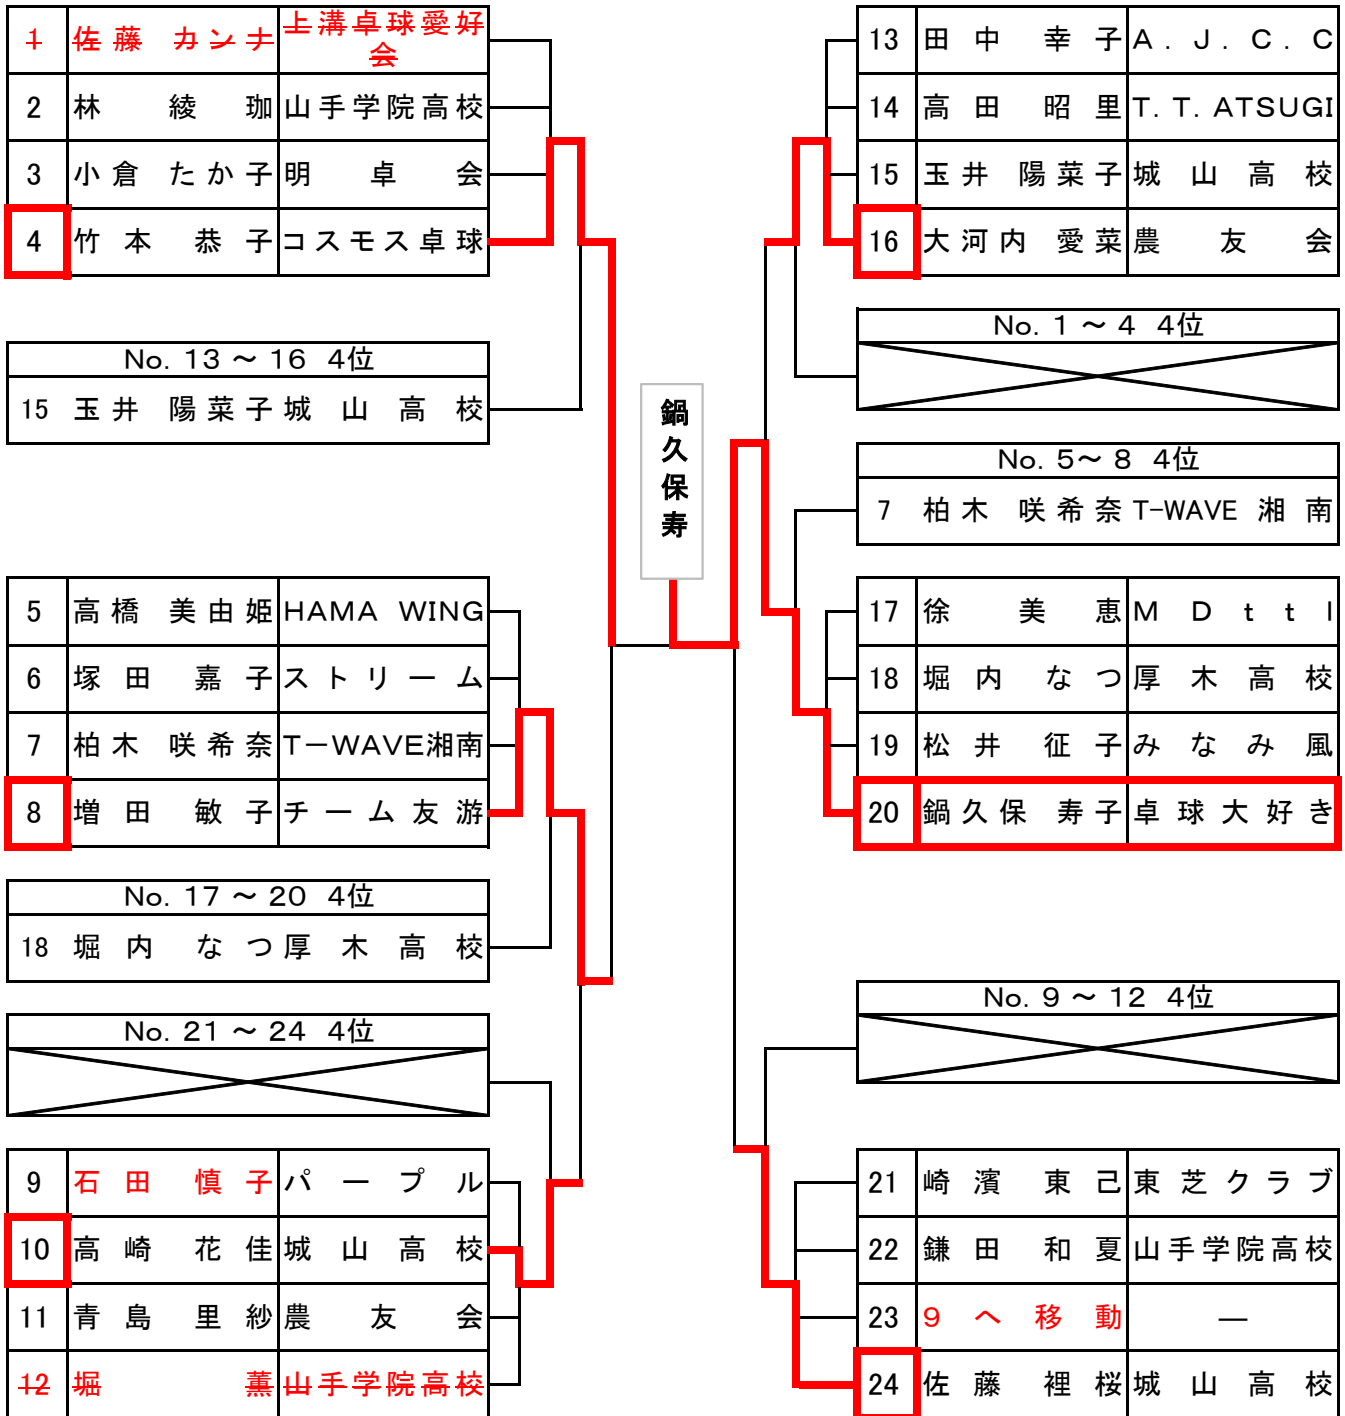 1 佐藤 カンナ 上溝卓球愛好会
2 林 綾珈 山手学院高校
3 小倉 たか子 明卓会
4 竹本 恭子 コスモス卓球
No. 13 ～ 16 4位
15 玉井 陽菜子 城山高校
5 高橋 美由姫 HAMA WING
6 塚田 嘉子 ストリーム
7 柏木 咲希奈 T－WAVE湘南
8 増田 敏子 チーム友游
No. 17 ～ 20 4位
18 堀内 なつ 厚木高校
No. 21 ～ 24 4位
9 石田 慎子 パープル
10 高崎 花佳 城山高校
11 青島 里紗 農友会
12 堀 薫 山手学院高校
鍋久保寿
13 田中 幸子 A.J.C.C
14 高田 昭里 T.T.ATSUGI
15 玉井 陽菜子 城山高校
16 大河内 愛菜 農友会
No. 1 ～ 4 4位
No. 5～ 8 4位
7 柏木 咲希奈 T-WAVE 湘南
17 徐 美恵 MDttl
18 堀内 なつ 厚木高校
19 松井 征子 みなみ風
20 鍋久保 寿子 卓球大好き
No. 9 ～ 12 4位
21 崎濱 東己 東芝クラブ
22 鎌田 和夏 山手学院高校
23 9へ移動 ―
24 佐藤 裡桜 城山高校